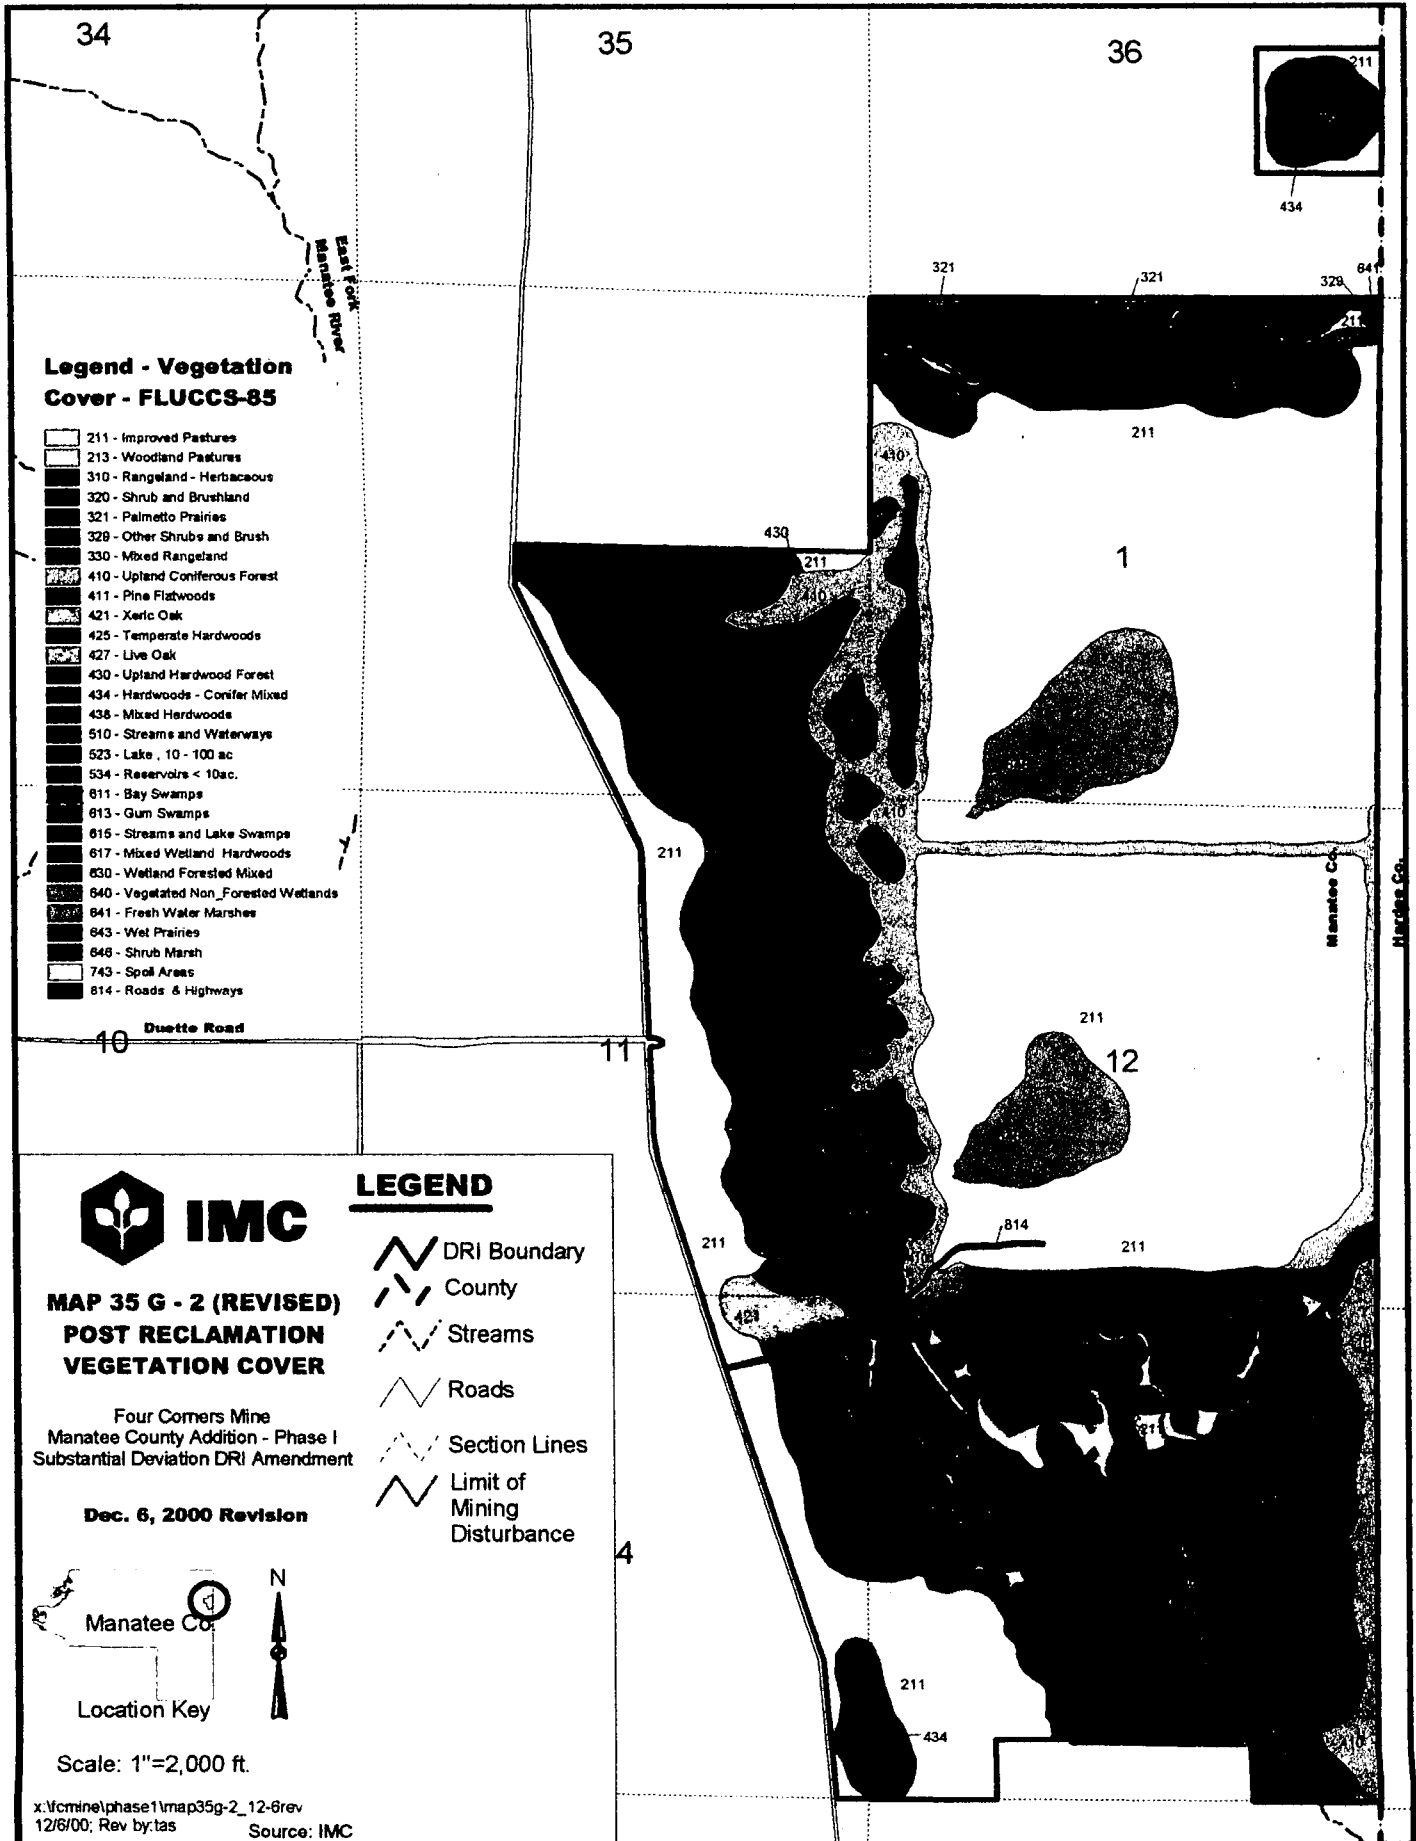 34
35
36
211
434
East Fork
Manatee River
321
321
329
641
211
Legend - Vegetation
Cover - FLUCCS-85
211 - Improved Pastures
213 - Woodland Pastures
310 - Rangeland - Herbaceous
320 - Shrub and Brushland
321 - Palmetto Prairies
329 - Other Shrubs and Brush
330 - Mixed Rangeland
410 - Upland Coniferous Forest
411 - Pine Flatwoods
421 - Xeric Oak
425 - Temperate Hardwoods
427 - Live Oak
430 - Upland Hardwood Forest
434 - Hardwoods - Conifer Mixed
438 - Mixed Hardwoods
510 - Streams and Waterways
523 - Lake , 10 - 100 ac
534 - Reservoirs < 10ac.
611 - Bay Swamps
613 - Gum Swamps
615 - Streams and Lake Swamps
617 - Mixed Wetland Hardwoods
630 - Wetland Forested Mixed
640 - Vegetated Non_Forested Wetlands
641 - Fresh Water Marshes
643 - Wet Prairies
646 - Shrub Marsh
743 - Spoil Areas
814 - Roads & Highways
211
410
430
211
410
1
410
211
Manatee Co.
Hardee Co.
Duette Road
10
11
211
12
814
211
211
421
211
4
211
434
410
IMC
MAP 35 G - 2 (REVISED)
POST RECLAMATION
VEGETATION COVER
Four Corners Mine
Manatee County Addition - Phase I
Substantial Deviation DRI Amendment
Dec. 6, 2000 Revision
LEGEND
DRI Boundary
County
Streams
Roads
Section Lines
Limit of
Mining
Disturbance
N
Manatee Co.
Location Key
Scale: 1"=2,000 ft.
x:\fcmine\phase1\map35g-2_12-6rev
12/6/00; Rev by:tas
Source: IMC